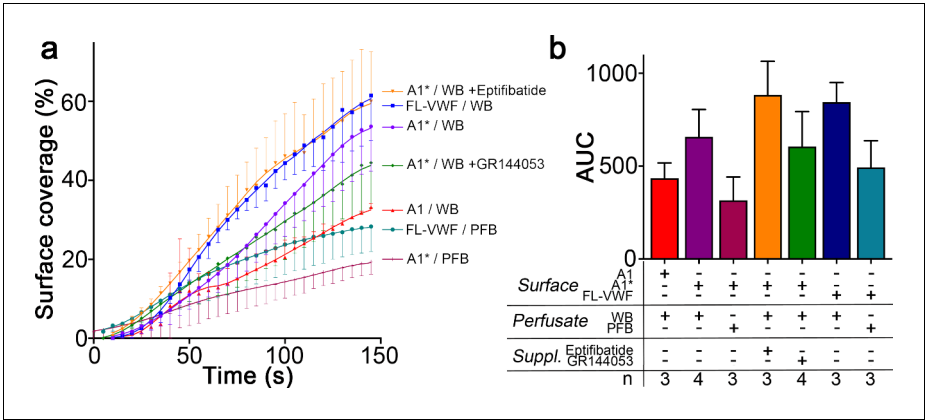 a
Surface coverage (%)
60
40
20
0
0
50
100
150
Time (s)
A1* / WB +Eptifibatide
FL-VWF / WB
A1* / WB
A1* / WB +GR144053
A1 / WB
FL-VWF / PFB
A1* / PFB
b
AUC
1000
500
0
Surface
A1 + - - - - - -
A1* - + + + + - -
FL-VWF - - - - - + +
Perfusate
WB + + - + + + -
PFB - - + - - - +
Suppl.
Eptifibatide - - - + - - -
GR144053 - - - - + - -
n 3 4 3 3 4 3 3